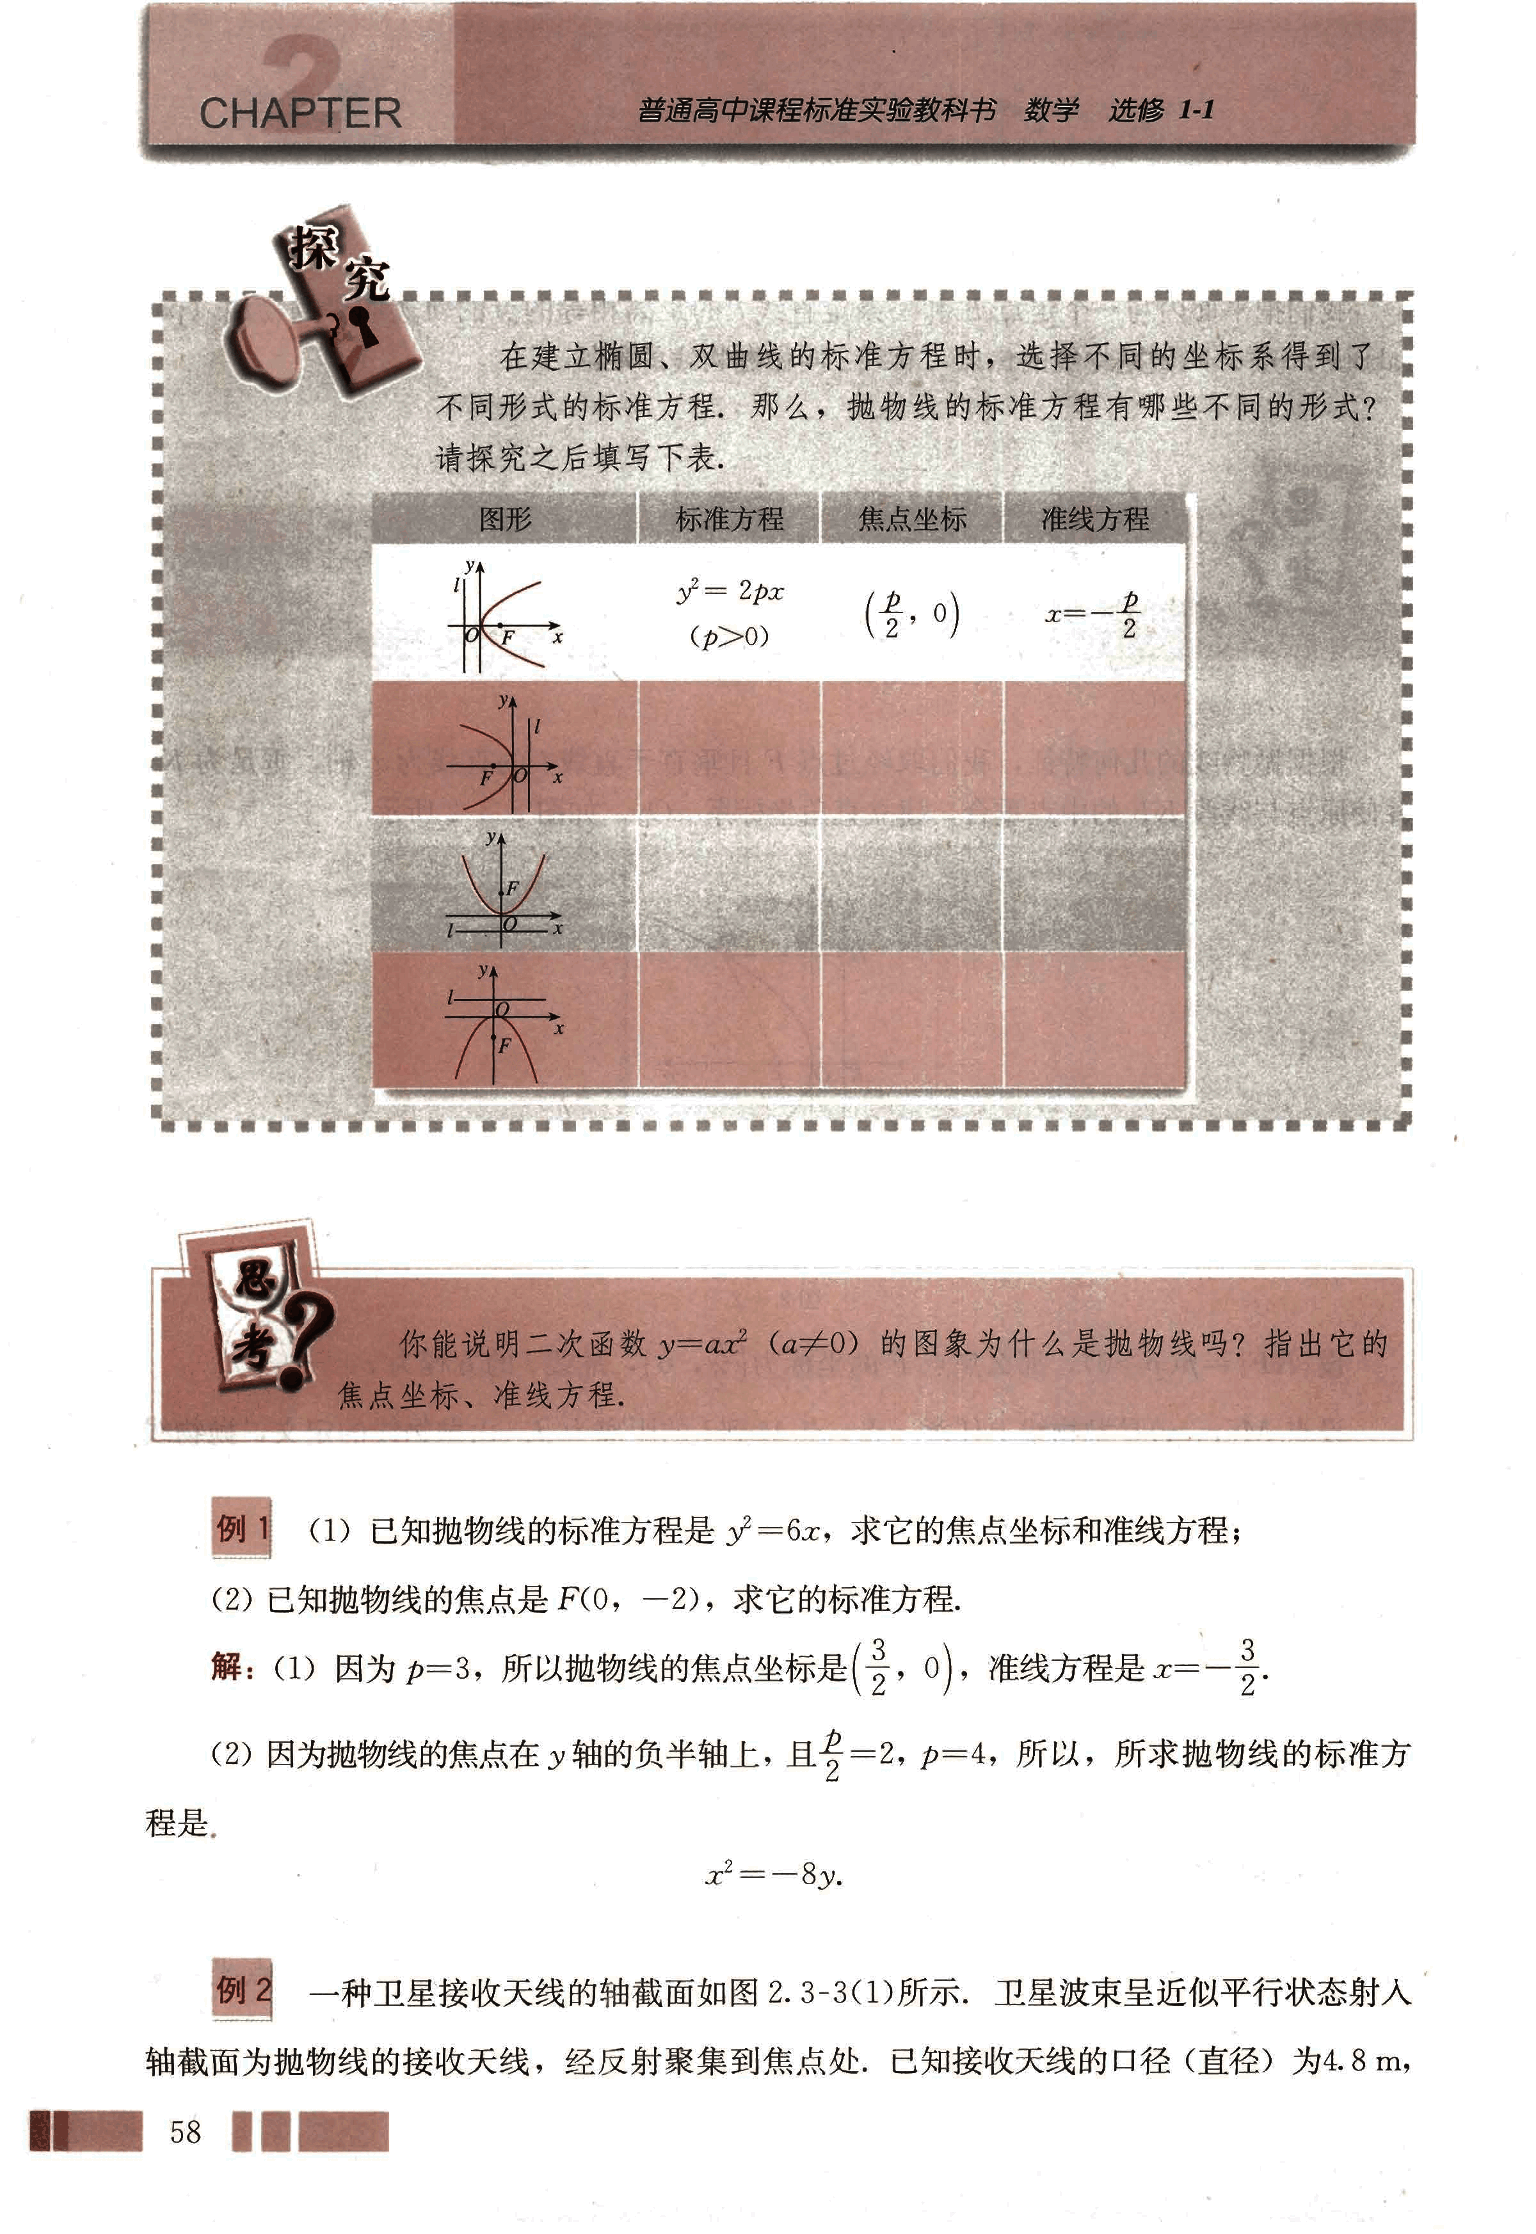 2
CHAPTER
普通高中课程标准实验教科书 数学 选修 1-1
探究
在建立椭圆、双曲线的标准方程时，选择不同的坐标系得到了
不同形式的标准方程. 那么，抛物线的标准方程有哪些不同的形式？
请探究之后填写下表.
图形 标准方程 焦点坐标 准线方程
y l O F x
y²=2px
(p>0)
(p/2, 0)
x=-p/2
y l F O x
y F l O x
y l O x F
思考?
你能说明二次函数 y=ax² (a≠0) 的图象为什么是抛物线吗？指出它的
焦点坐标、准线方程.
例1 (1) 已知抛物线的标准方程是 y²=6x，求它的焦点坐标和准线方程；
(2) 已知抛物线的焦点是 F(0，-2)，求它的标准方程.
解：(1) 因为 p=3，所以抛物线的焦点坐标是(3/2，0)，准线方程是 x=-3/2.
(2) 因为抛物线的焦点在 y 轴的负半轴上，且p/2=2，p=4，所以，所求抛物线的标准方
程是
x²=-8y.
例2 一种卫星接收天线的轴截面如图 2.3-3(1)所示. 卫星波束呈近似平行状态射入
轴截面为抛物线的接收天线，经反射聚集到焦点处. 已知接收天线的口径（直径）为4.8 m，
58